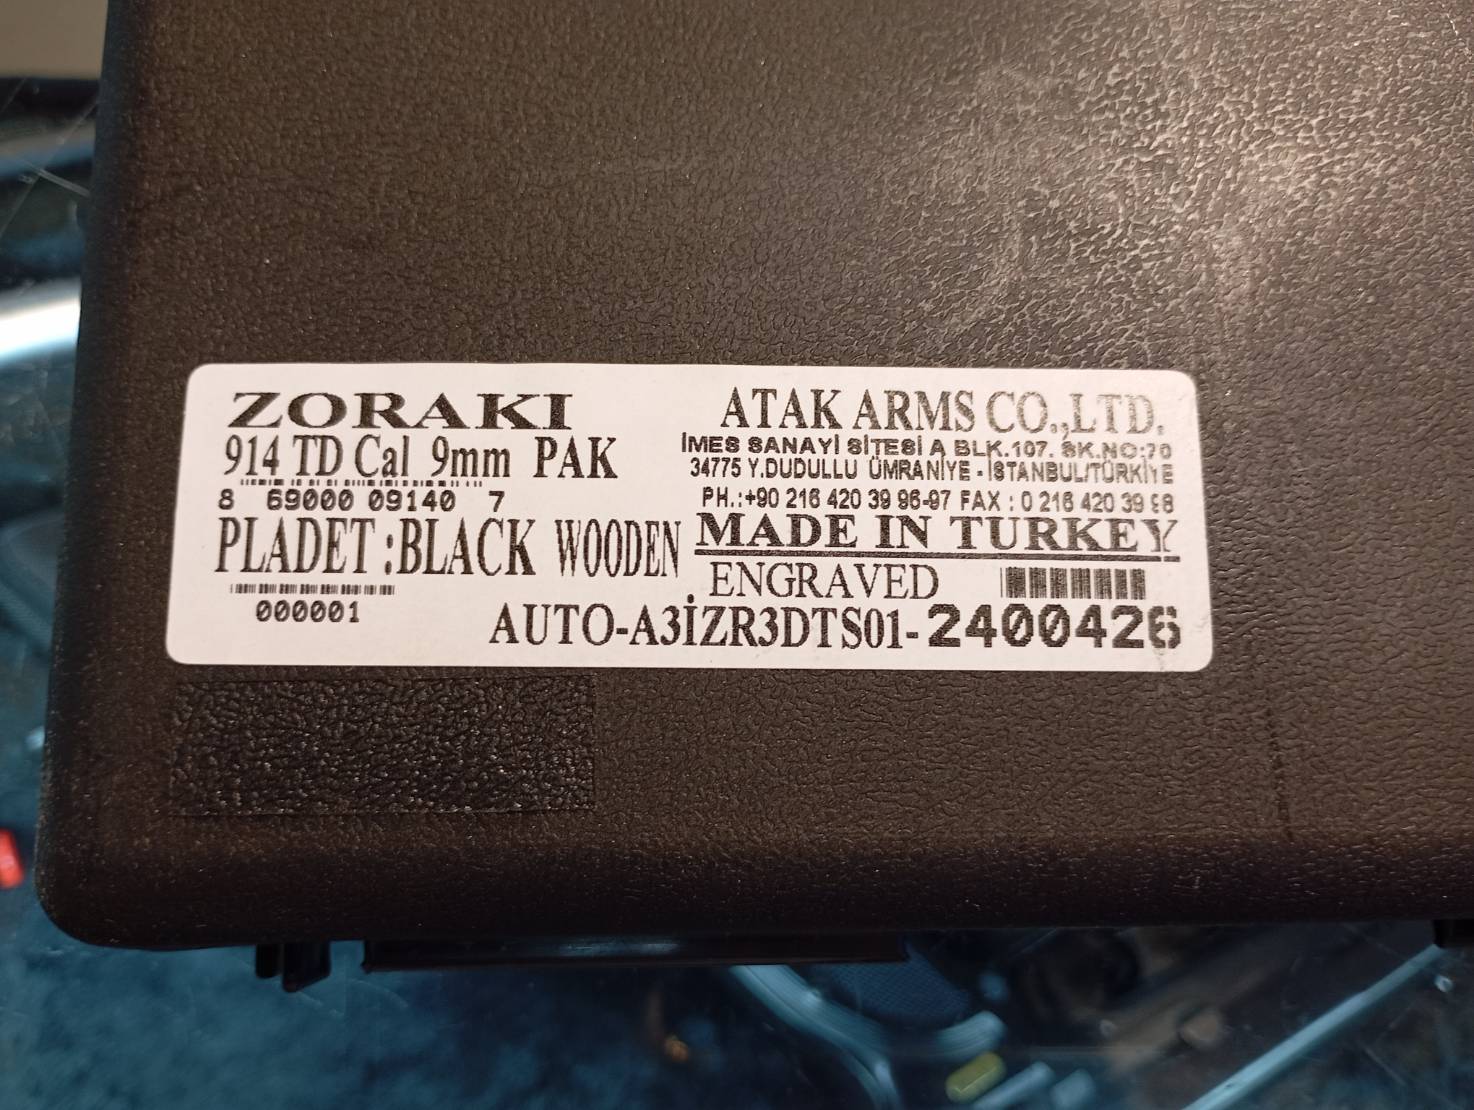 ZORAKI
914 TD Cal 9mm PAK
8 69000 09140 7
PLADET :BLACK WOODEN
000001
ATAK ARMS CO.,LTD.
İMES SANAYİ SİTESİ A BLK.107. SK.NO:70
34775 Y.DUDULLU ÜMRANİYE - İSTANBUL/TÜRKİYE
PH.:+90 216 420 39 96-97 FAX : 0 216 420 39 98
MADE IN TURKEY
ENGRAVED
AUTO-A3İZR3DTS01-2400426